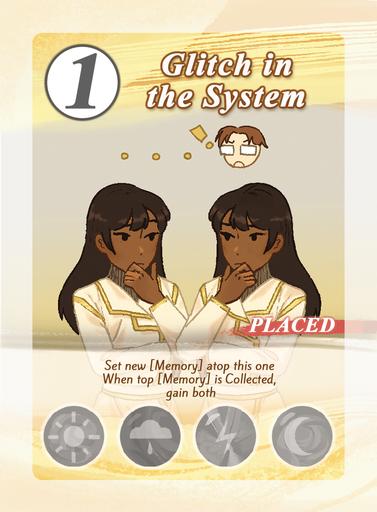 1
Glitch in
the System
PLACED
Set new [Memory] atop this one
When top [Memory] is Collected,
gain both